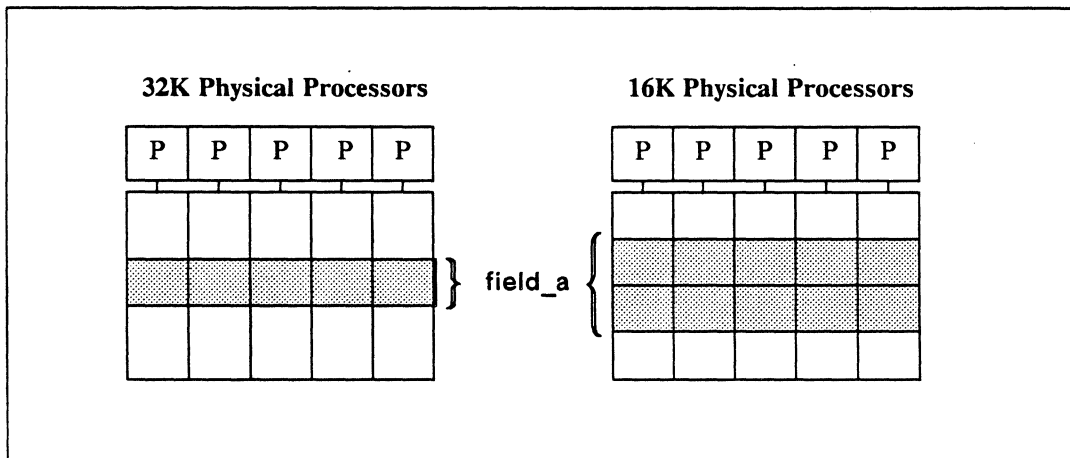 32K Physical Processors
16K Physical Processors
P P P P P
P P P P P
field_a